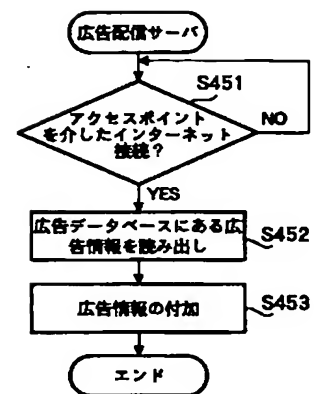 広告配信サーバ
S451
アクセスポイント
を介したインターネット
接続?
NO
YES
広告データベースにある広
告情報を読み出し
S452
広告情報の付加
S453
エンド